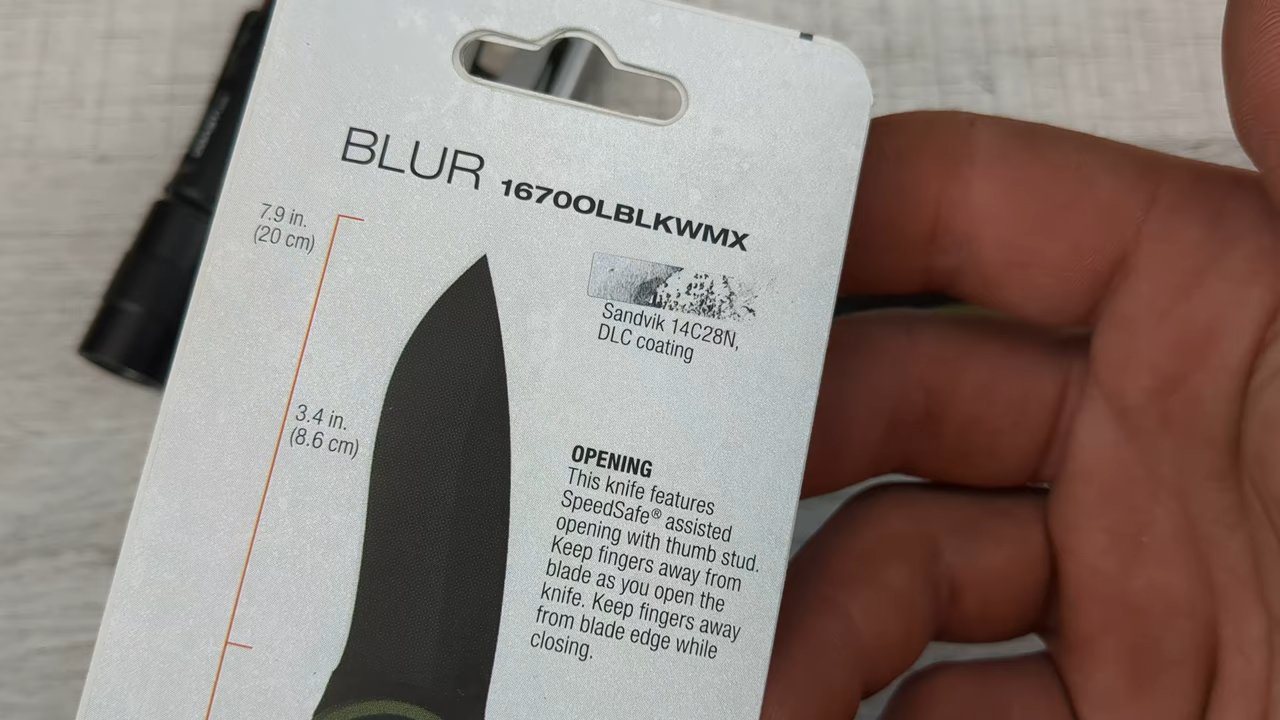 BLUR 1670OLBLKWMX
7.9 in.
(20 cm)
Sandvik 14C28N,
DLC coating
3.4 in.
(8.6 cm)
OPENING
This knife features
SpeedSafe® assisted
opening with thumb stud.
Keep fingers away from
blade as you open the
knife. Keep fingers away
from blade edge while
closing.